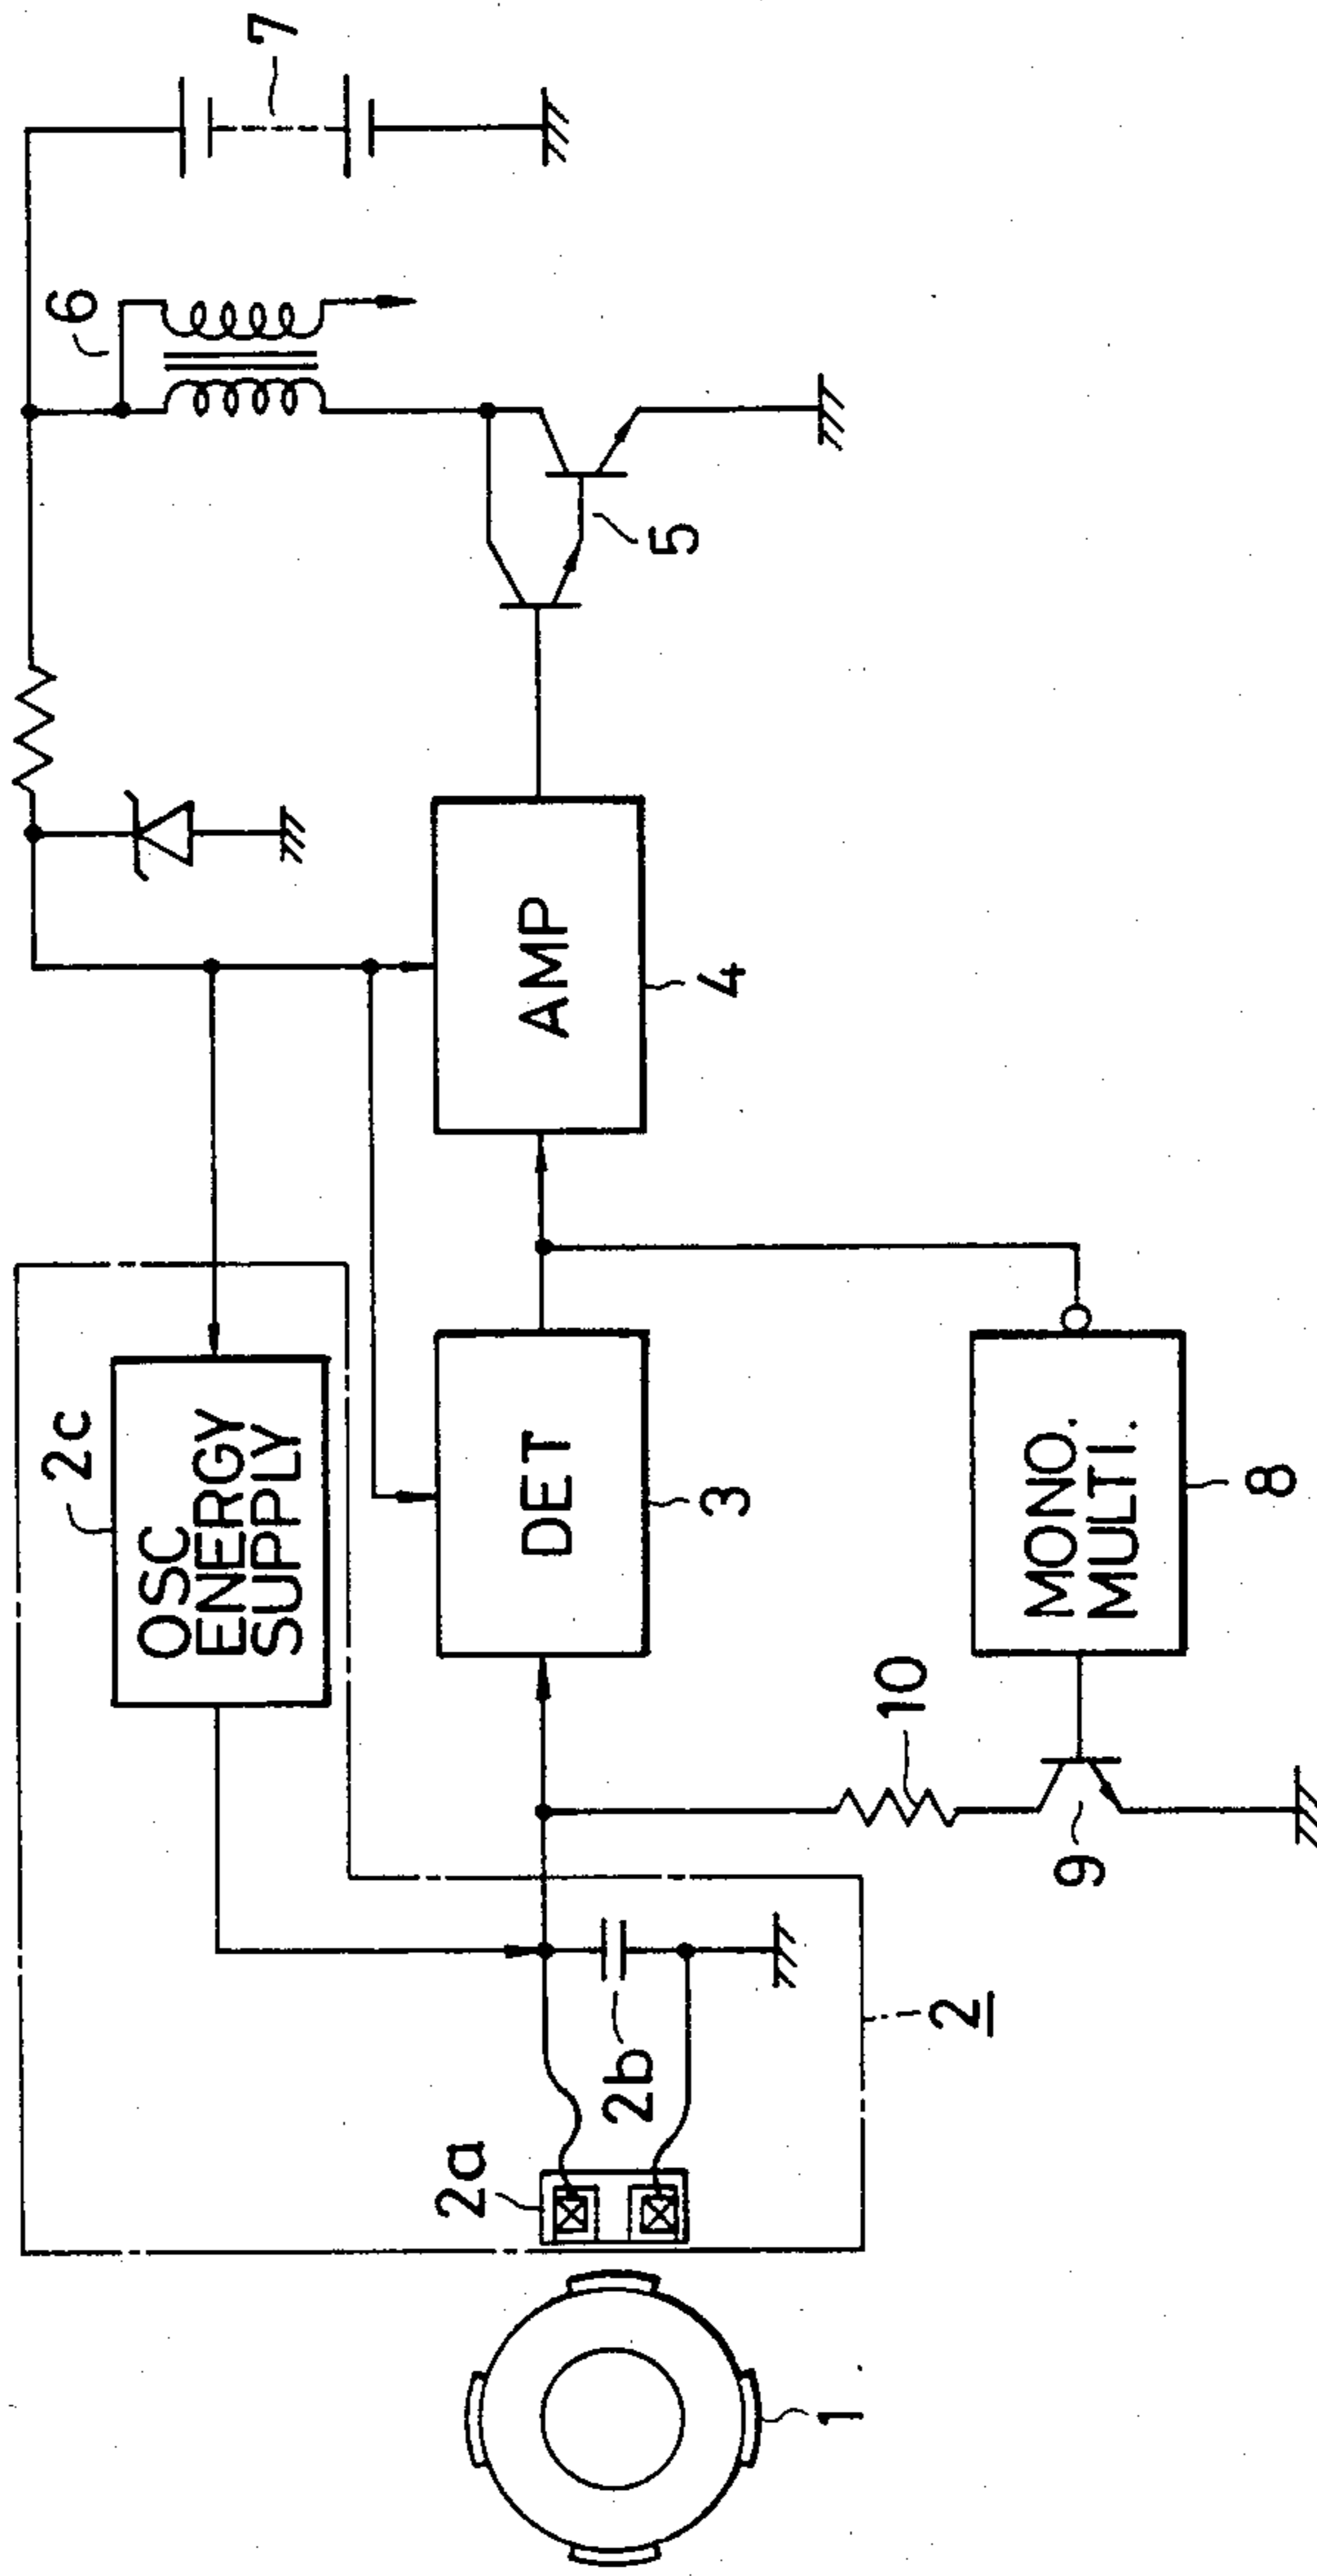 2c
OSC
ENERGY
SUPPLY
6
7
2a
2b
2
1
DET
3
AMP
4
5
10
9
MONO.
MULTI.
8